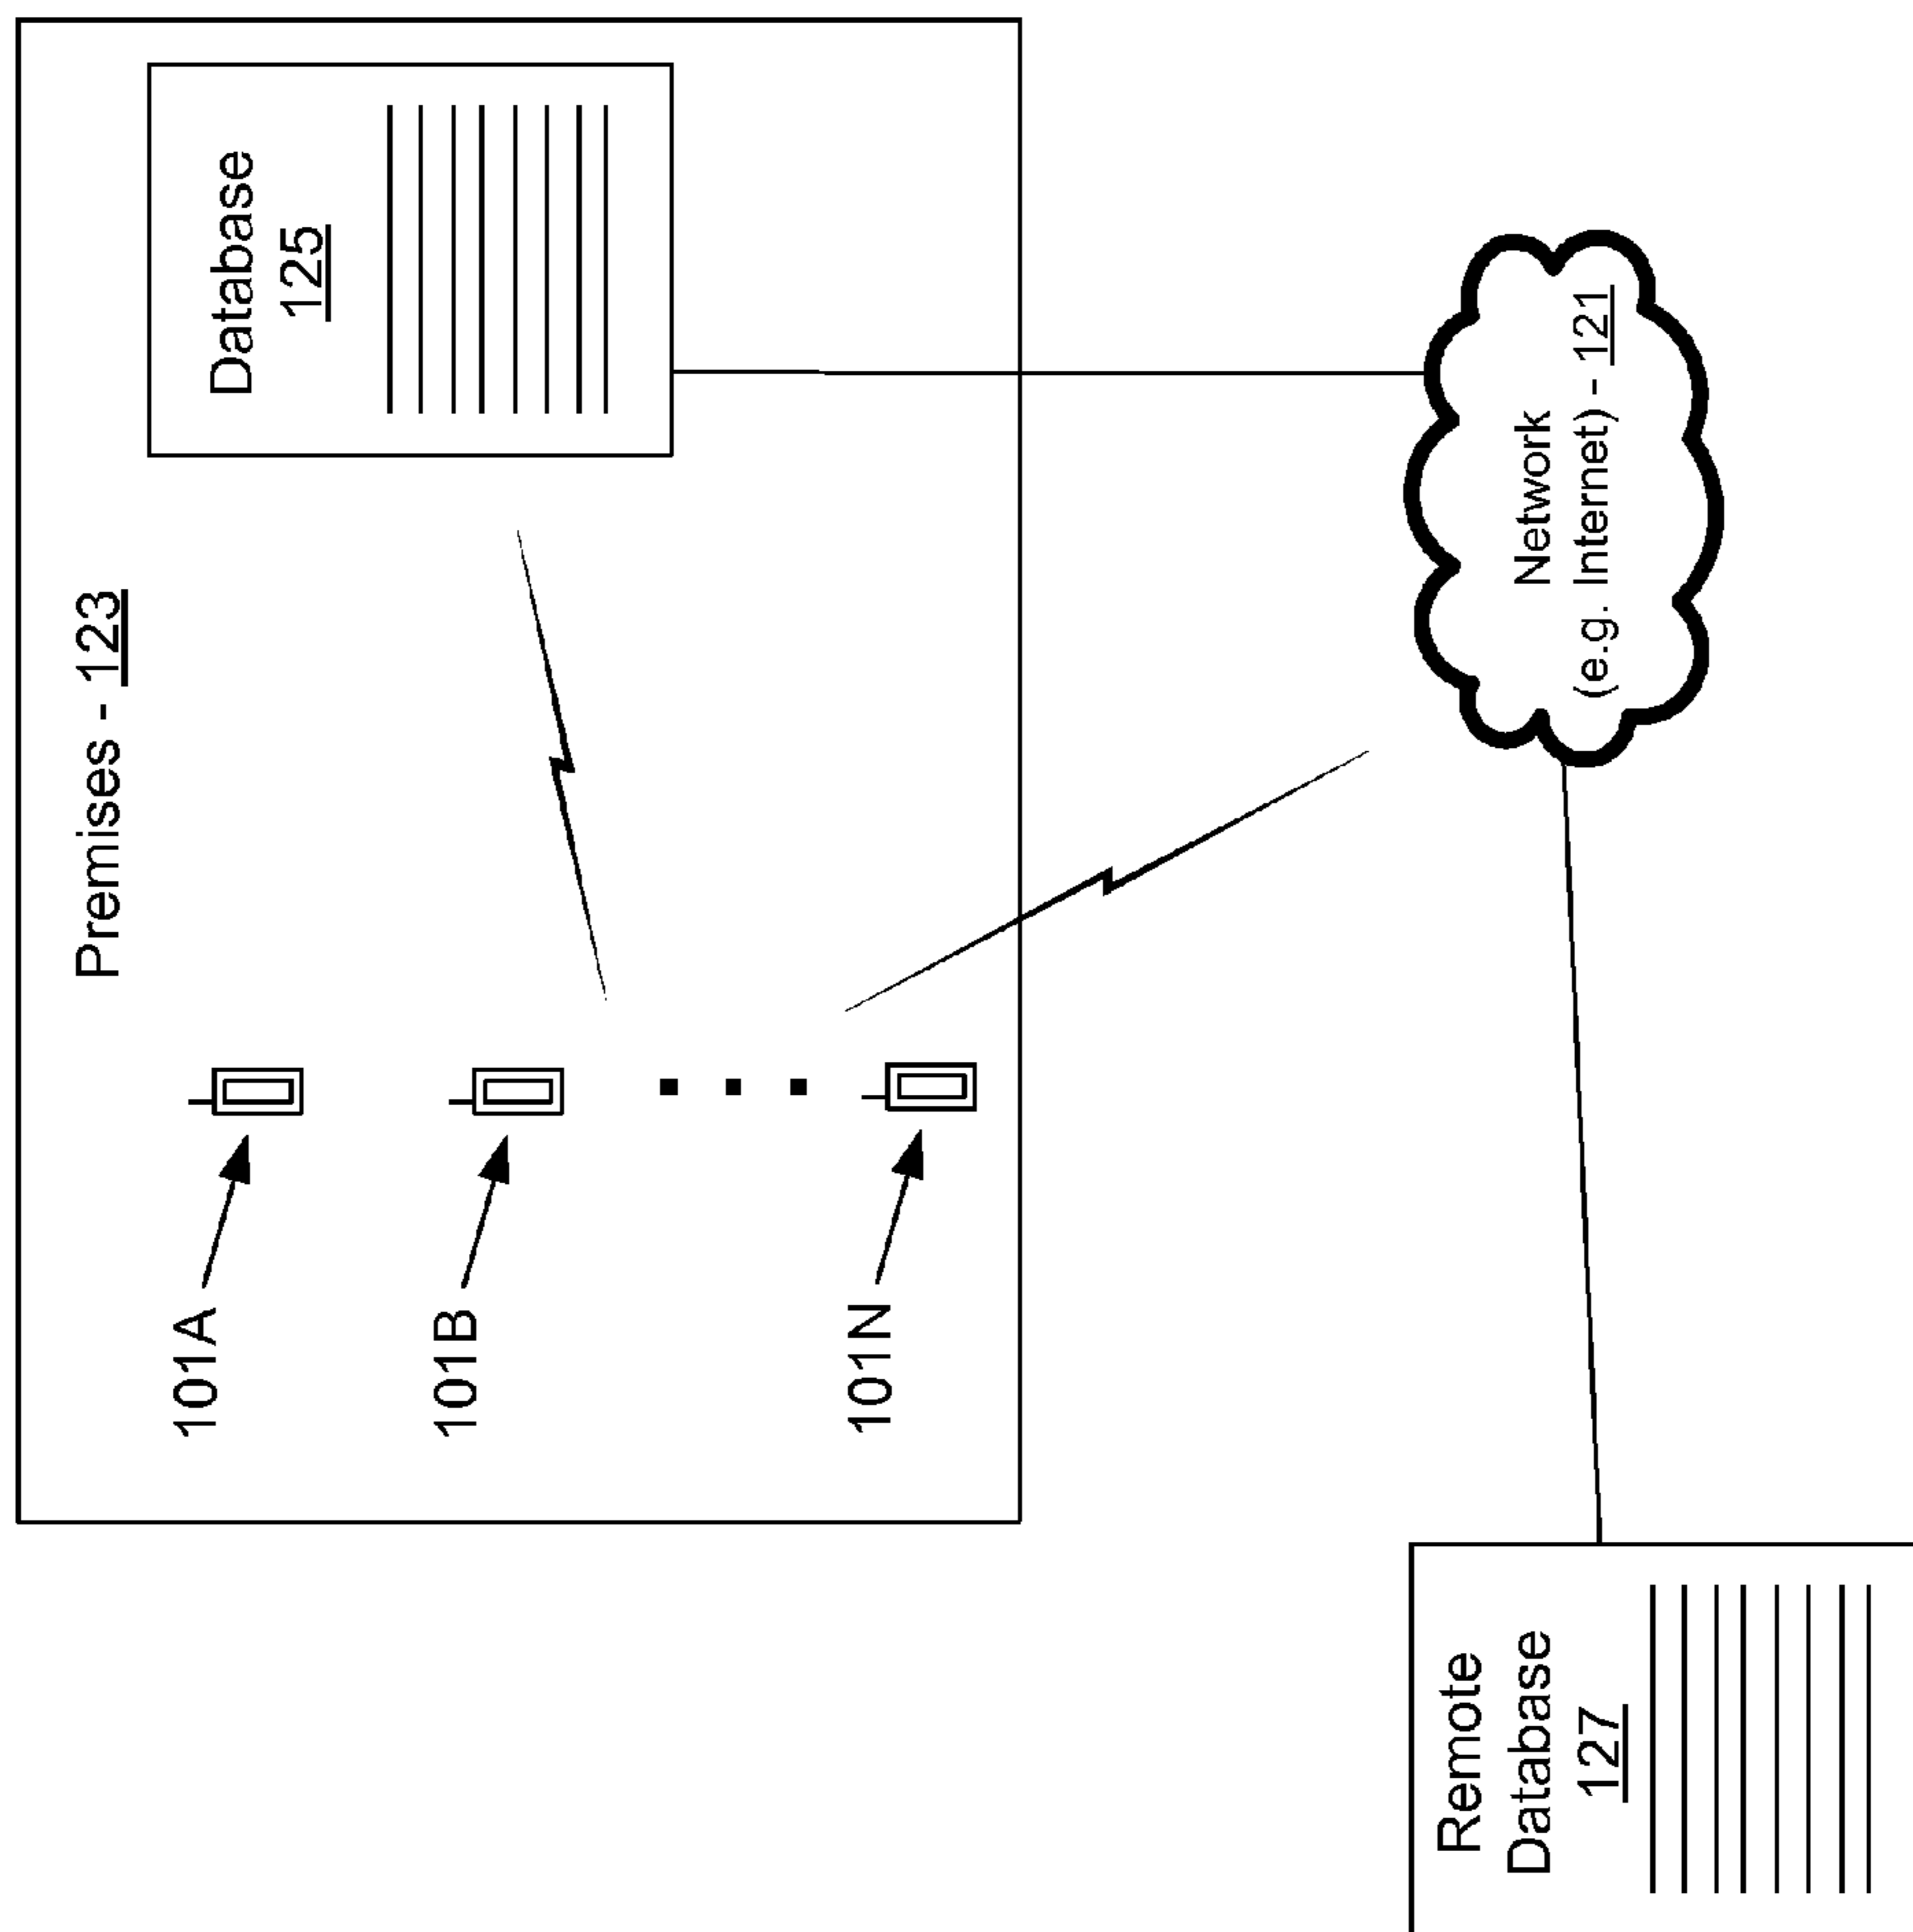 Premises - 123
101A
101B
101N
Database
125
Network
(e.g. Internet) - 121
Remote
Database
127